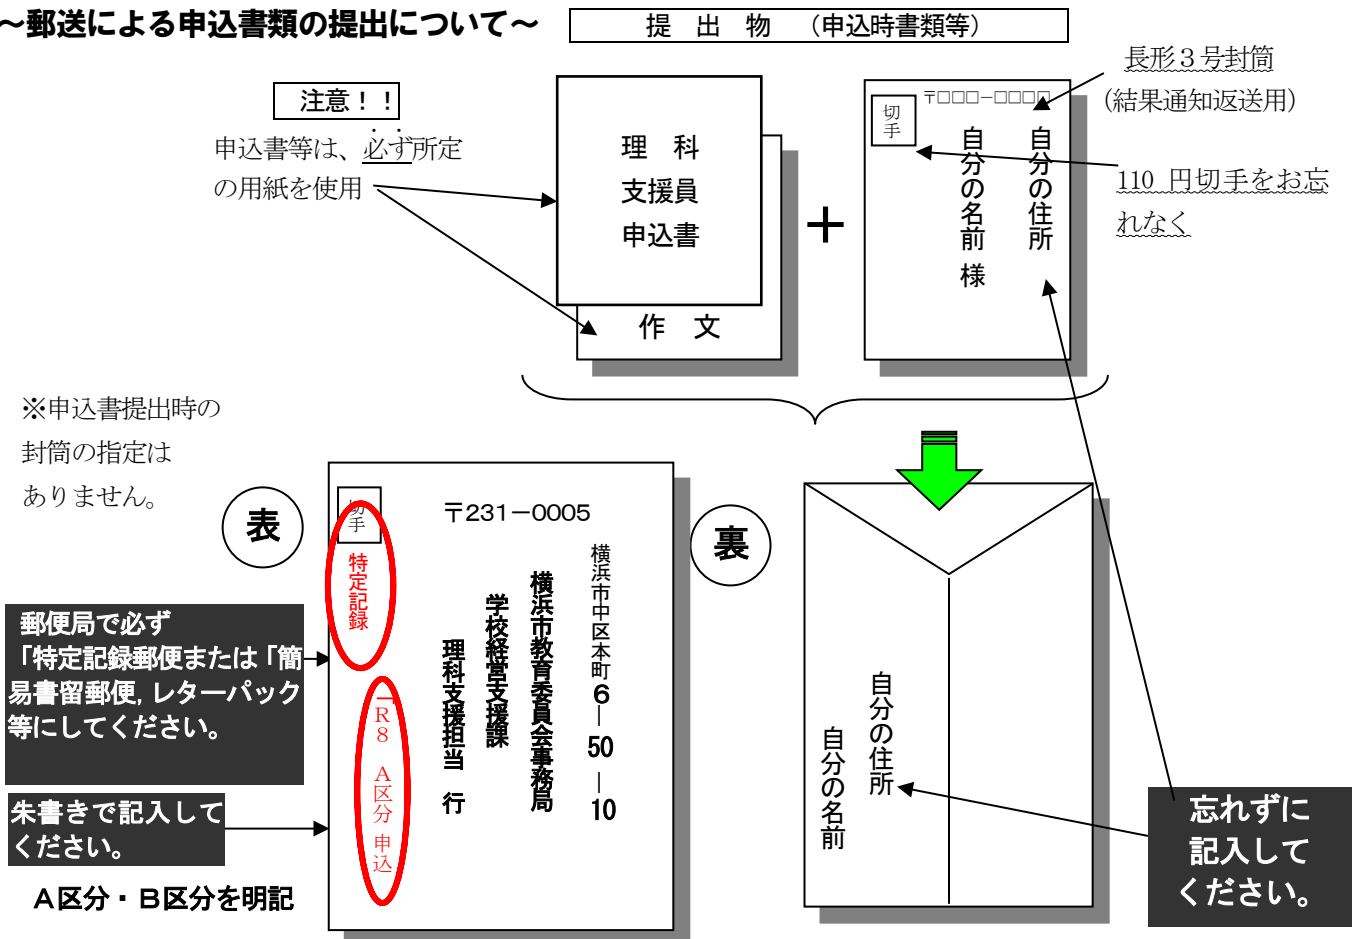 ～郵送による申込書類の提出について～
提 出 物 （申込時書類等）
注意！！
申込書等は、必ず所定
の用紙を使用
理 科
支援員
申込書
作 文
＋
切手
〒□□□－□□□□
自分の住所
自分の名前 様
長形３号封筒
（結果通知返送用）
110 円切手をお忘
れなく
※申込書提出時の
封筒の指定は
ありません。
表
切手
特定記録
〒231－0005
横浜市中区本町６―50―10
横浜市教育委員会事務局
学校経営支援課
理科支援担当 行
「R8 A区分 申込
郵便局で必ず
「特定記録郵便または「簡
易書留郵便，レターパック
等にしてください。
朱書きで記入して
ください。
Ａ区分・Ｂ区分を明記
裏
自分の住所
自分の名前
忘れずに
記入して
ください。